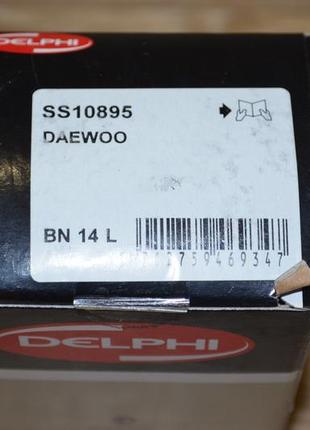 DELPHI
SS10895
DAEWOO
BN 14 L
DELPHI